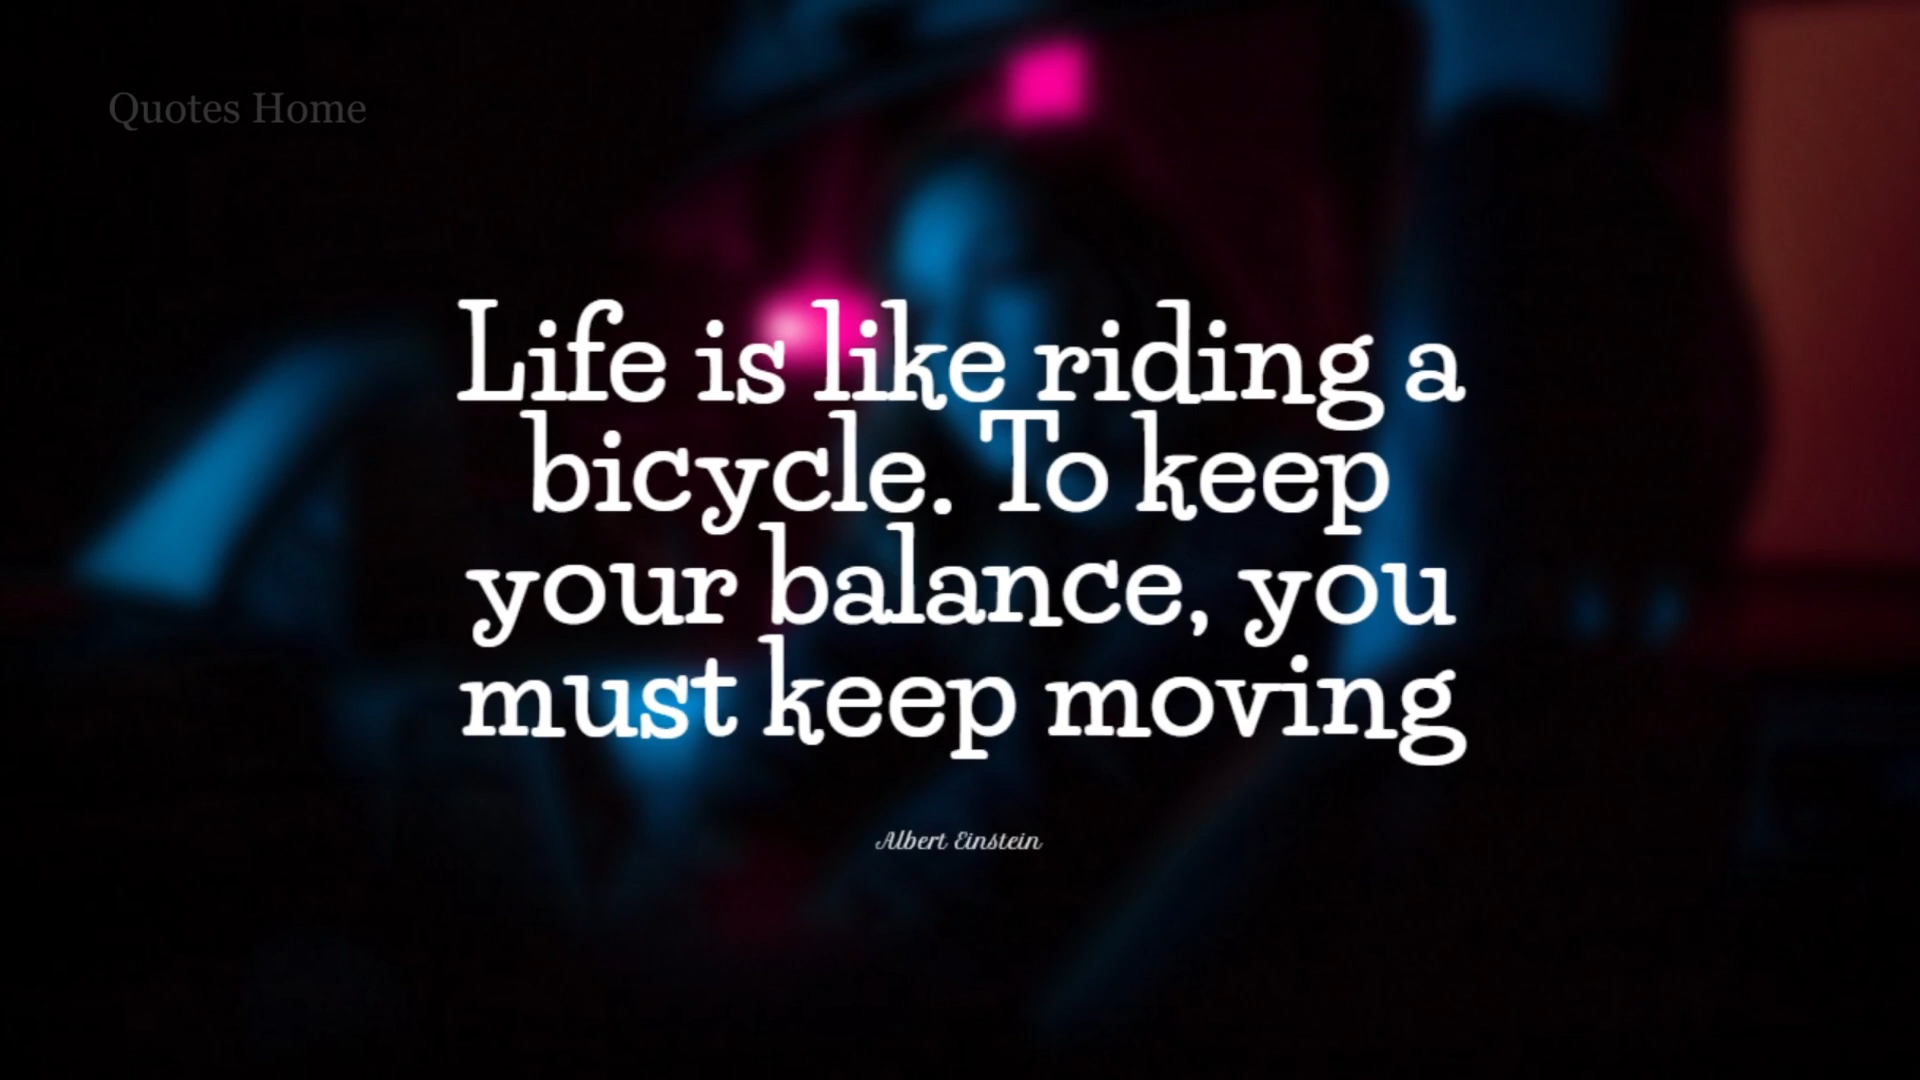 Quotes Home
Life is like riding a
bicycle. To keep
your balance, you
must keep moving
Albert Einstein